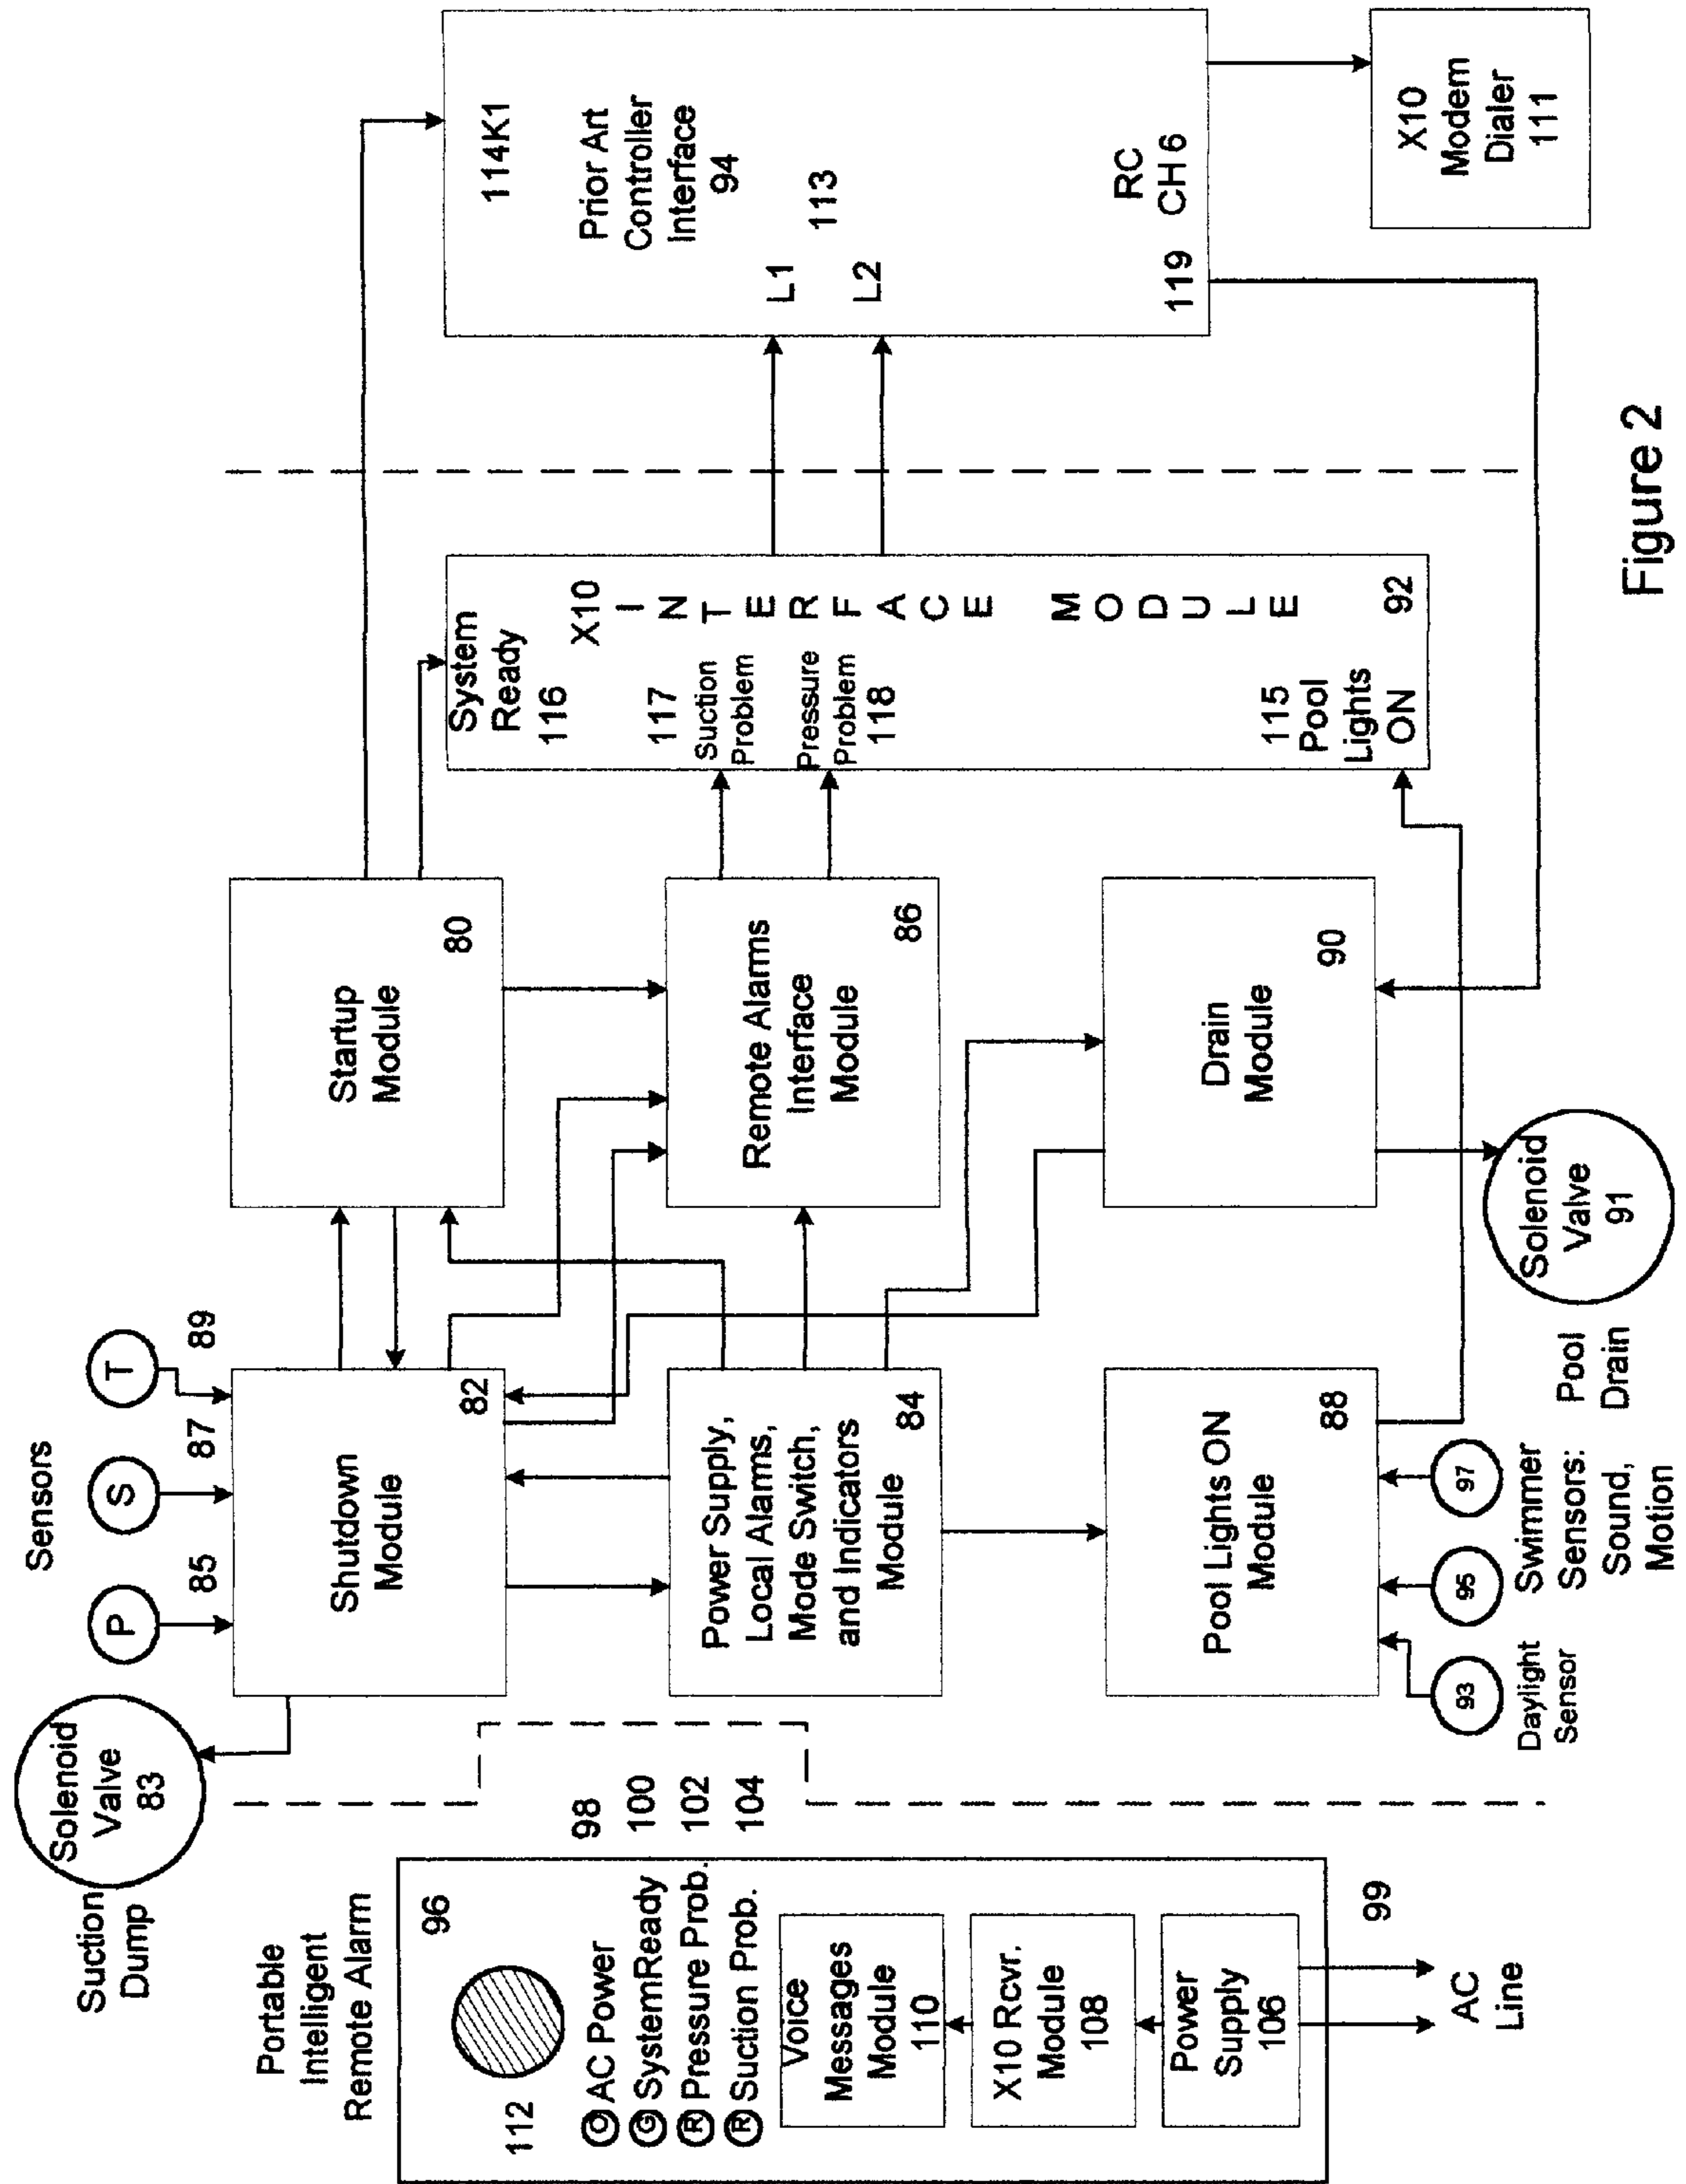 Suction
Dump
Solenoid
Valve
83
Sensors
P
85
S
87
T
89
Portable
Intelligent
Remote Alarm
96
112
O AC Power 98
G SystemReady 100
R Pressure Prob. 102
R Suction Prob. 104
Voice
Messages
Module
110
X10 Rcvr.
Module
108
Power
Supply
106
99
AC
Line
Shutdown
Module
82
Startup
Module
80
Power Supply,
Local Alarms,
Mode Switch,
and Indicators
Module
84
Remote Alarms
Interface
Module
86
Pool Lights ON
Module
88
Drain
Module
90
93
95
97
Daylight
Sensor
Swimmer
Sensors:
Sound,
Motion
Pool
Drain
Solenoid
Valve
91
System
Ready
116
X10
INTERFACE MODULE
117
Suction
Problem
Pressure
Problem
118
115
Pool
Lights
ON
92
114K1
Prior Art
Controller
Interface
94
L1
113
L2
RC
CH 6
119
X10
Modem
Dialer
111
Figure 2